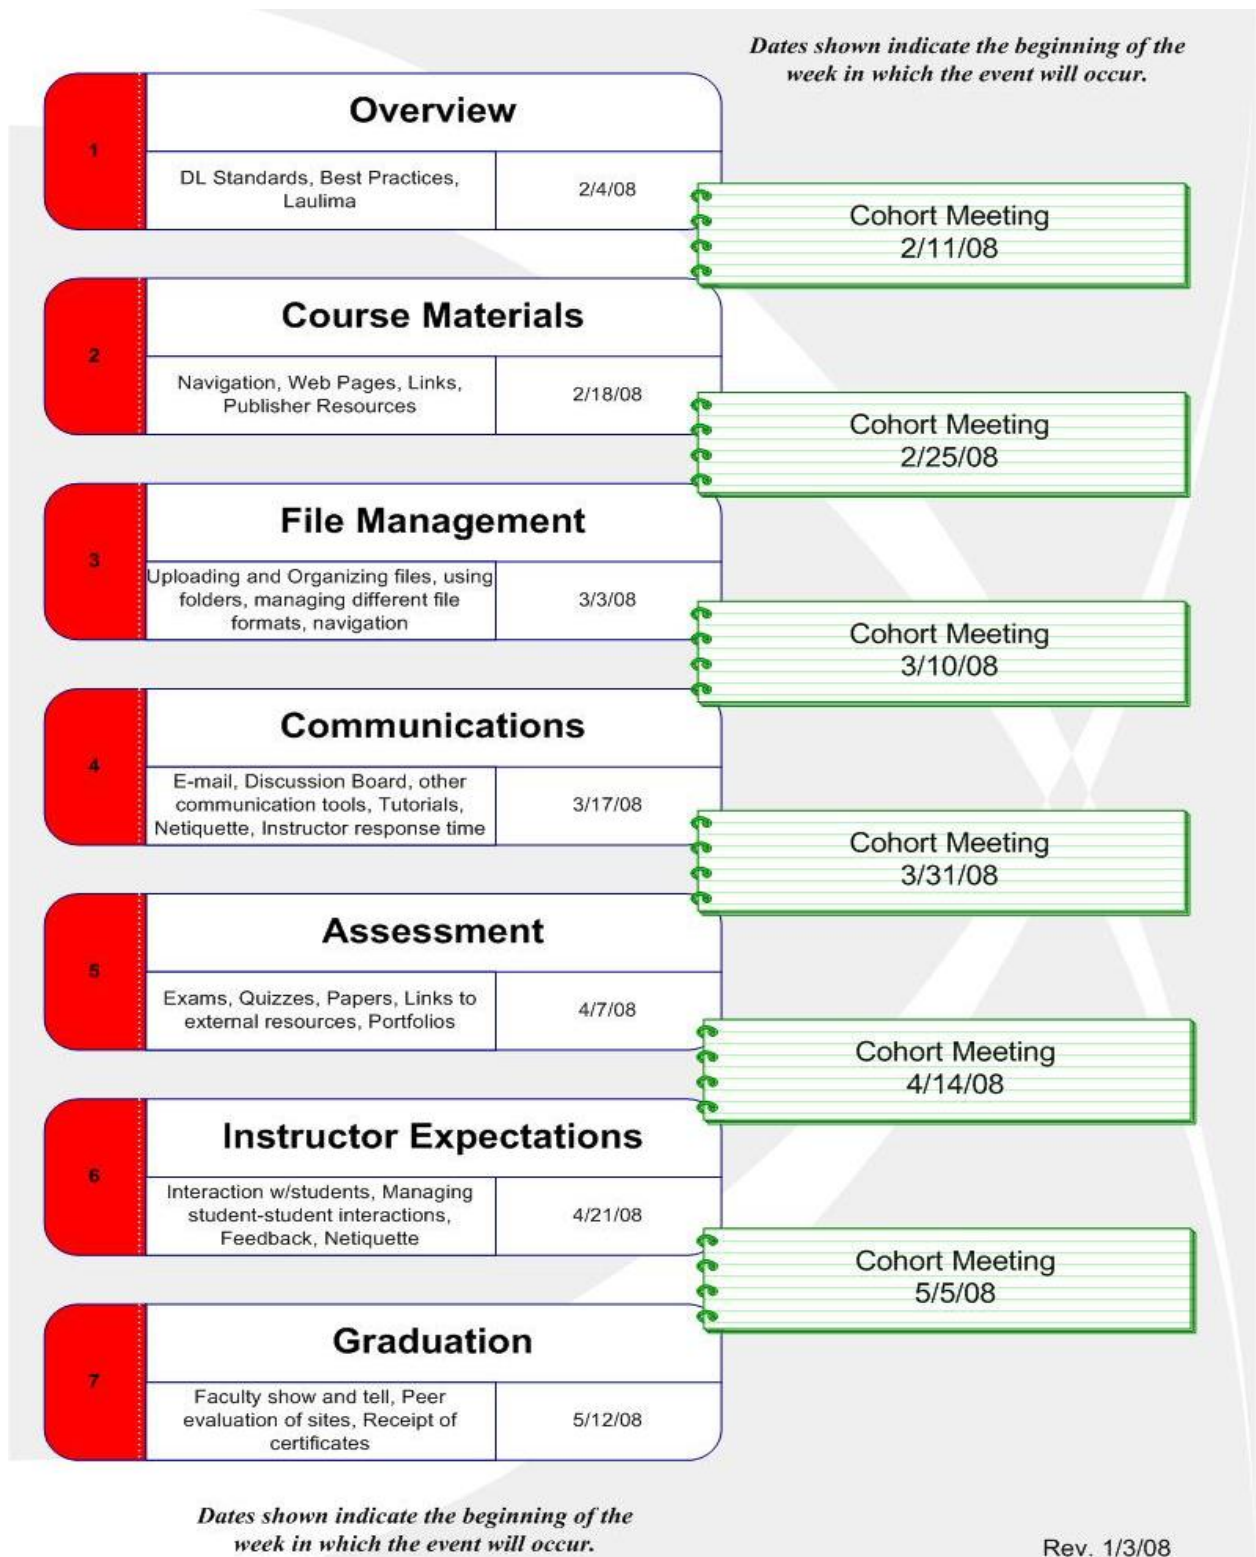 Dates shown indicate the beginning of the
week in which the event will occur.
1
Overview
DL Standards, Best Practices,
Laulima
2/4/08
Cohort Meeting
2/11/08
2
Course Materials
Navigation, Web Pages, Links,
Publisher Resources
2/18/08
Cohort Meeting
2/25/08
3
File Management
Uploading and Organizing files, using
folders, managing different file
formats, navigation
3/3/08
Cohort Meeting
3/10/08
4
Communications
E-mail, Discussion Board, other
communication tools, Tutorials,
Netiquette, Instructor response time
3/17/08
Cohort Meeting
3/31/08
5
Assessment
Exams, Quizzes, Papers, Links to
external resources, Portfolios
4/7/08
Cohort Meeting
4/14/08
6
Instructor Expectations
Interaction w/students, Managing
student-student interactions,
Feedback, Netiquette
4/21/08
Cohort Meeting
5/5/08
7
Graduation
Faculty show and tell, Peer
evaluation of sites, Receipt of
certificates
5/12/08
Dates shown indicate the beginning of the
week in which the event will occur.
Rev. 1/3/08